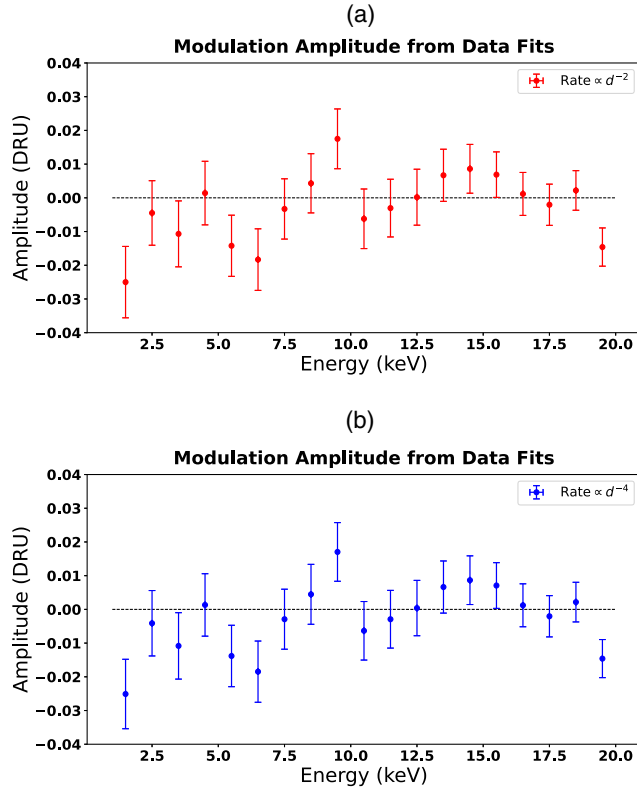 (a)
Modulation Amplitude from Data Fits
0.04
0.03
0.02
0.01
0.00
−0.01
−0.02
−0.03
−0.04
Amplitude (DRU)
Rate ∝ d⁻²
2.5 5.0 7.5 10.0 12.5 15.0 17.5 20.0
Energy (keV)
(b)
Modulation Amplitude from Data Fits
0.04
0.03
0.02
0.01
0.00
−0.01
−0.02
−0.03
−0.04
Amplitude (DRU)
Rate ∝ d⁻⁴
2.5 5.0 7.5 10.0 12.5 15.0 17.5 20.0
Energy (keV)